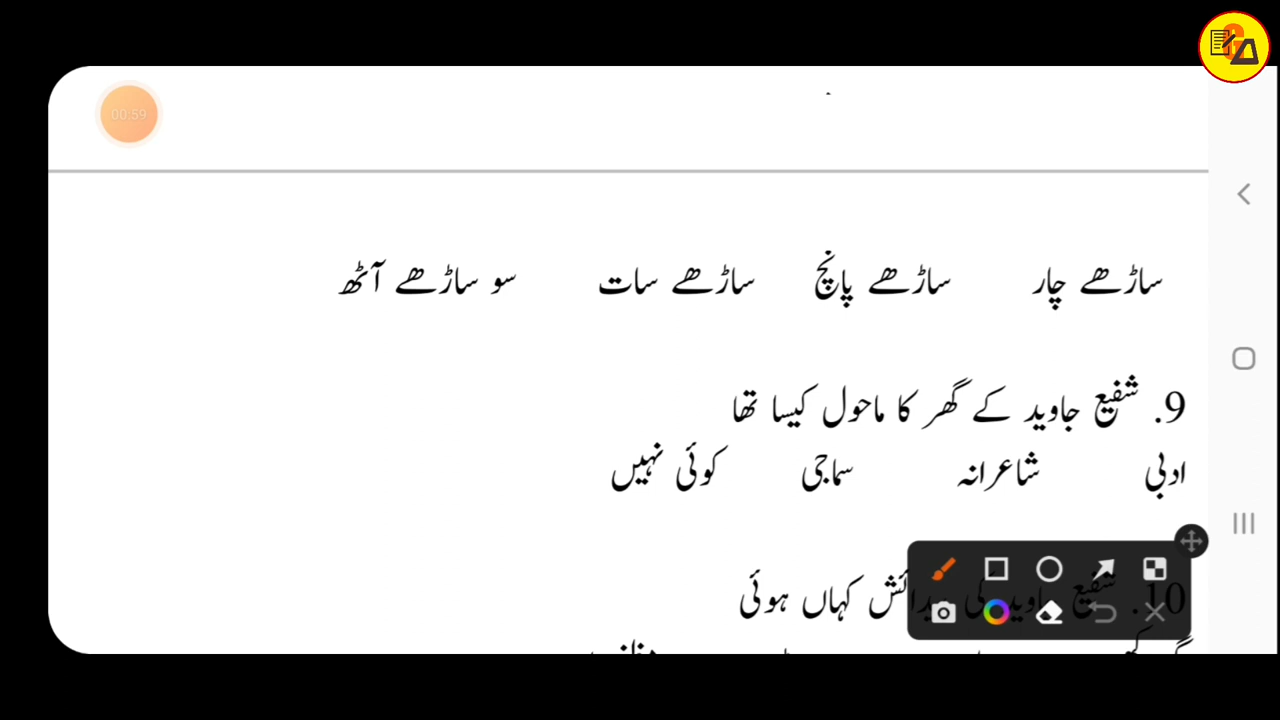 00:59
ساڑھے چار ساڑھے پانچ ساڑھے سات سو ساڑھے آٹھ
9. شفیع جاوید کے گھر کا ماحول کیسا تھا
ادبی شاعرانہ سماجی کوئی نہیں
10. شفیع جاوید کی پیدائش کہاں ہوئی